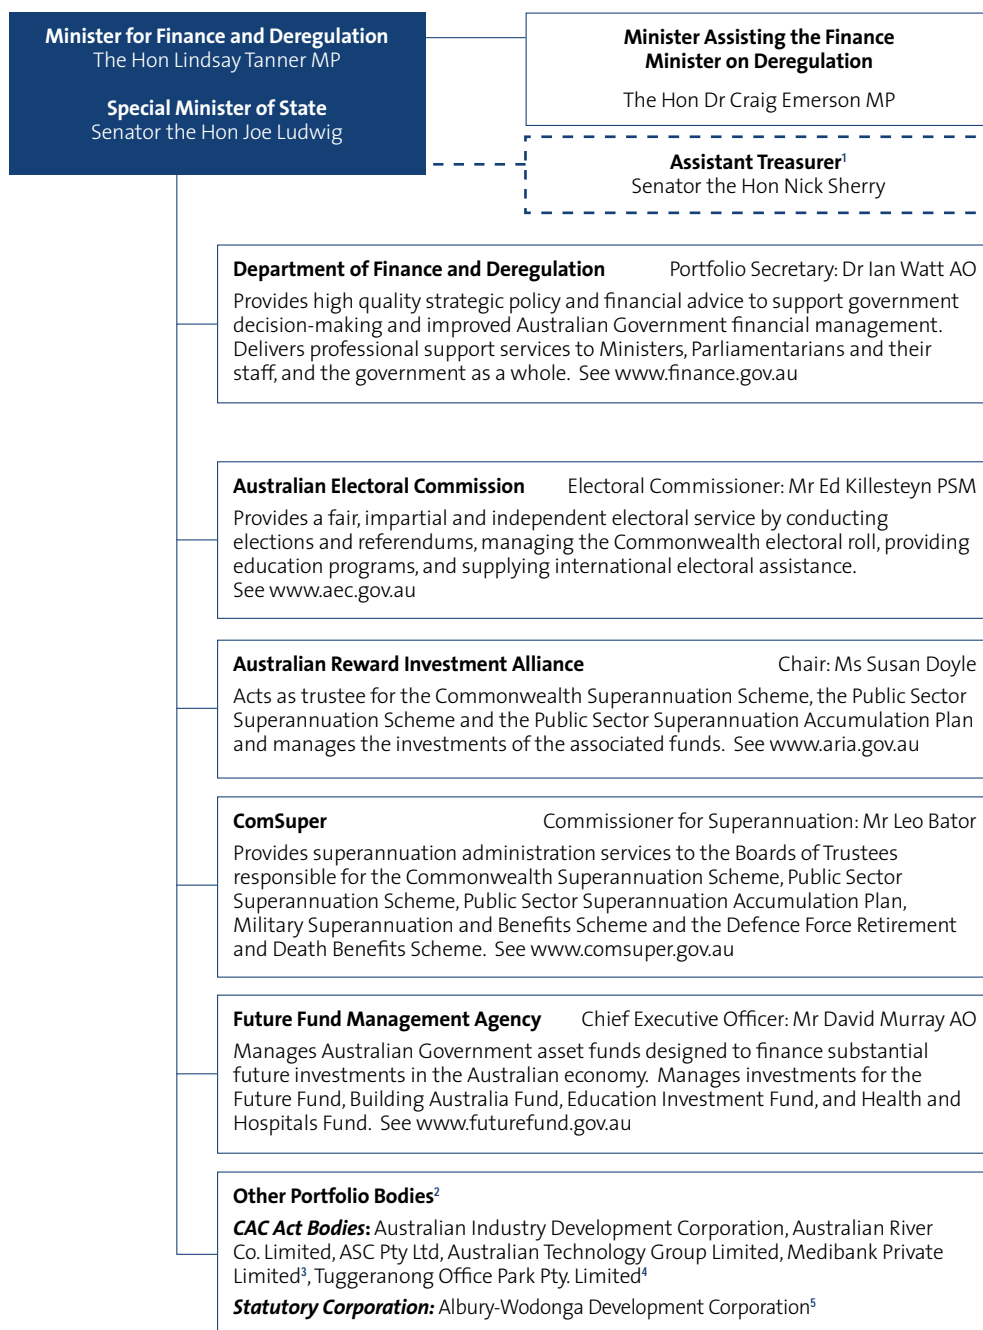 Minister for Finance and Deregulation
The Hon Lindsay Tanner MP
Special Minister of State
Senator the Hon Joe Ludwig
Minister Assisting the Finance
Minister on Deregulation
The Hon Dr Craig Emerson MP
Assistant Treasurer¹
Senator the Hon Nick Sherry
Department of Finance and Deregulation Portfolio Secretary: Dr Ian Watt AO
Provides high quality strategic policy and financial advice to support government
decision-making and improved Australian Government financial management.
Delivers professional support services to Ministers, Parliamentarians and their
staff, and the government as a whole. See www.finance.gov.au
Australian Electoral Commission Electoral Commissioner: Mr Ed Killesteyn PSM
Provides a fair, impartial and independent electoral service by conducting
elections and referendums, managing the Commonwealth electoral roll, providing
education programs, and supplying international electoral assistance.
See www.aec.gov.au
Australian Reward Investment Alliance Chair: Ms Susan Doyle
Acts as trustee for the Commonwealth Superannuation Scheme, the Public Sector
Superannuation Scheme and the Public Sector Superannuation Accumulation Plan
and manages the investments of the associated funds. See www.aria.gov.au
ComSuper Commissioner for Superannuation: Mr Leo Bator
Provides superannuation administration services to the Boards of Trustees
responsible for the Commonwealth Superannuation Scheme, Public Sector
Superannuation Scheme, Public Sector Superannuation Accumulation Plan,
Military Superannuation and Benefits Scheme and the Defence Force Retirement
and Death Benefits Scheme. See www.comsuper.gov.au
Future Fund Management Agency Chief Executive Officer: Mr David Murray AO
Manages Australian Government asset funds designed to finance substantial
future investments in the Australian economy. Manages investments for the
Future Fund, Building Australia Fund, Education Investment Fund, and Health and
Hospitals Fund. See www.futurefund.gov.au
Other Portfolio Bodies²
CAC Act Bodies: Australian Industry Development Corporation, Australian River
Co. Limited, ASC Pty Ltd, Australian Technology Group Limited, Medibank Private
Limited³, Tuggeranong Office Park Pty. Limited⁴
Statutory Corporation: Albury-Wodonga Development Corporation⁵